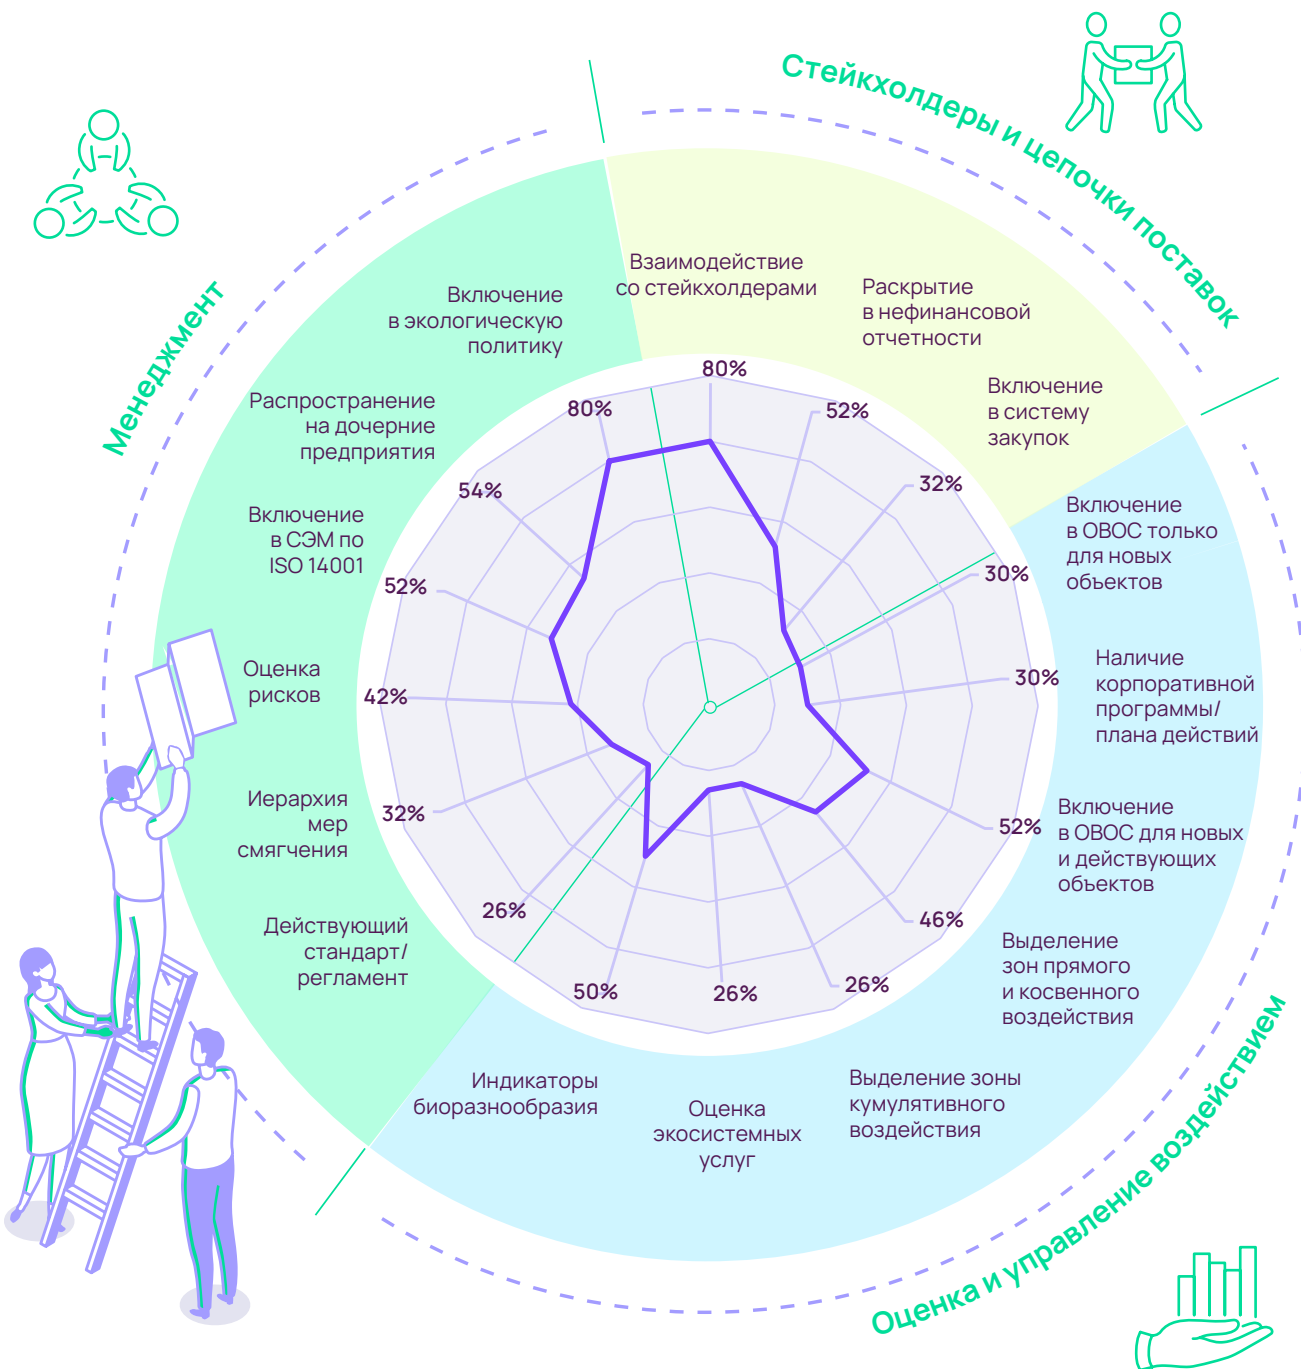 Стейкхолдеры и цепочки поставок
Взаимодействие
со стейкхолдерами
80%
Раскрытие
в нефинансовой
отчетности
52%
Включение
в систему
закупок
32%
Оценка и управление воздействием
Включение
в ОВОС только
для новых
объектов
30%
Наличие
корпоративной
программы/
плана действий
30%
Включение
в ОВОС для новых
и действующих
объектов
52%
Выделение
зон прямого
и косвенного
воздействия
46%
Выделение зоны
кумулятивного
воздействия
26%
Оценка
экосистемных
услуг
26%
Индикаторы
биоразнообразия
50%
Менеджмент
Действующий
стандарт/
регламент
26%
Иерархия
мер
смягчения
32%
Оценка
рисков
42%
Включение
в СЭМ по
ISO 14001
52%
Распространение
на дочерние
предприятия
54%
Включение
в экологическую
политику
80%